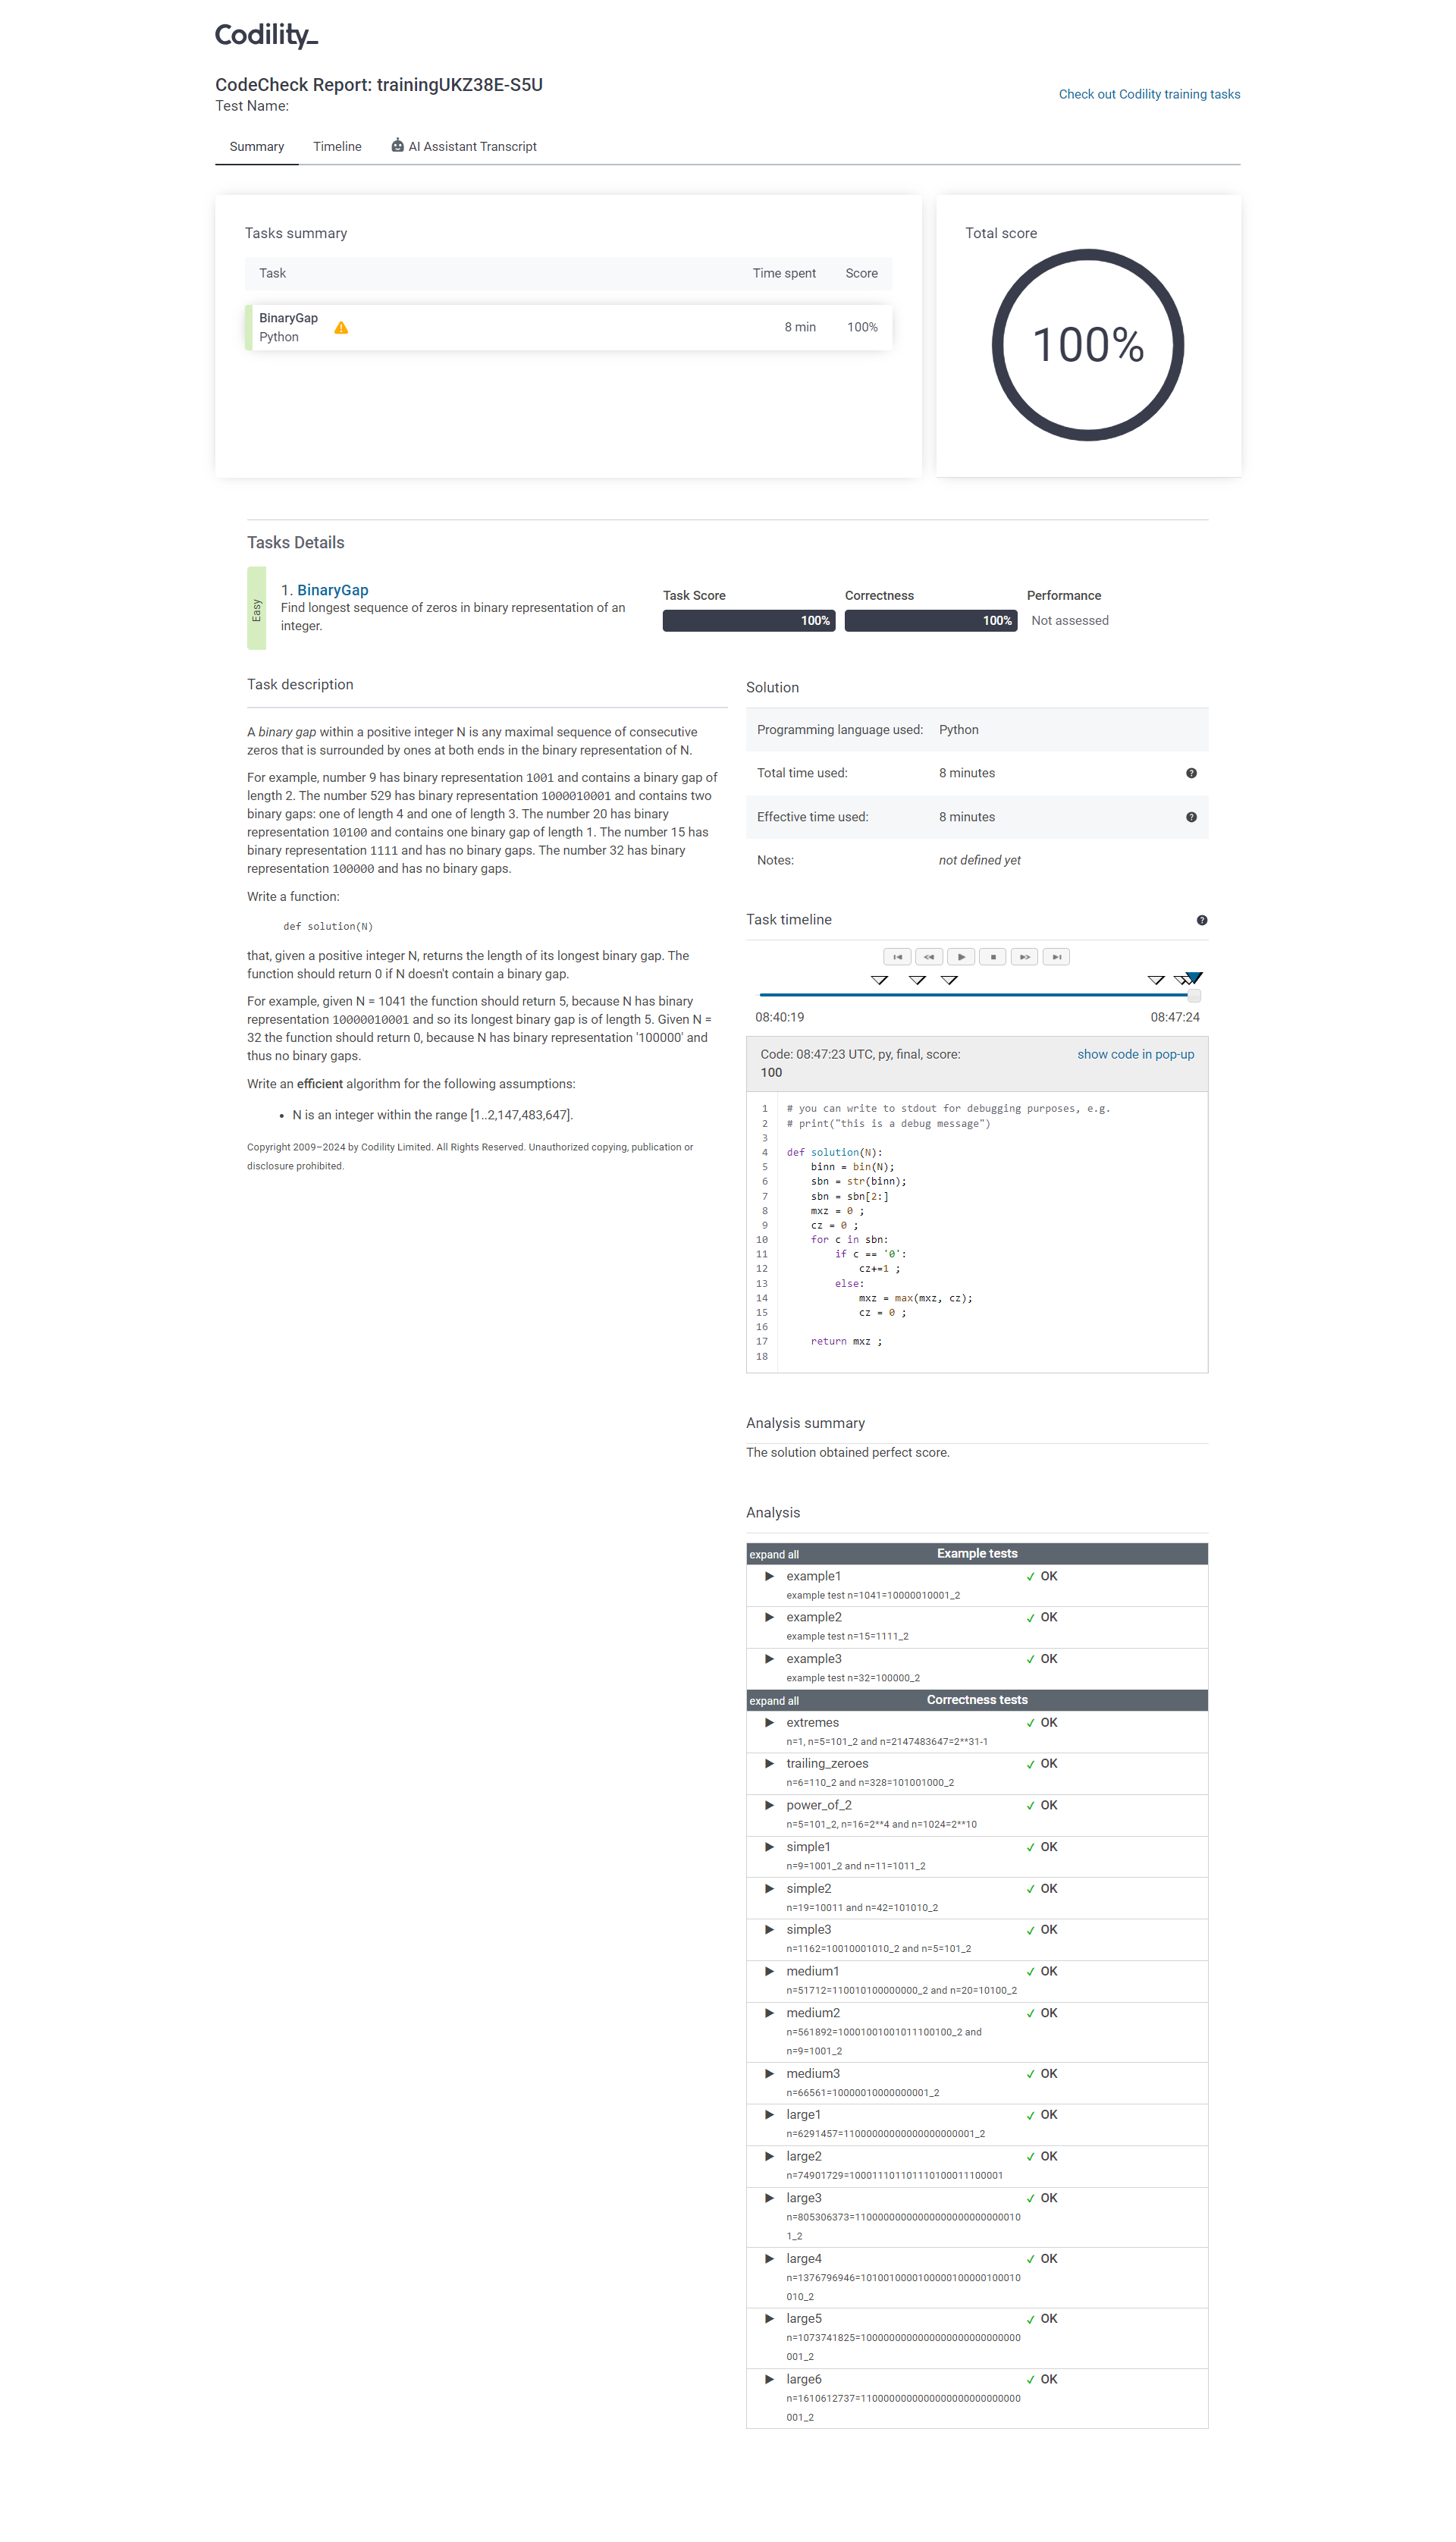 Codility_
CodeCheck Report: trainingUKZ38E-S5U
Test Name:
Check out Codility training tasks
Summary
Timeline
AI Assistant Transcript
Tasks summary
Task
Time spent
Score
BinaryGap
Python
8 min
100%
Total score
100%
Tasks Details
Easy
1. BinaryGap
Find longest sequence of zeros in binary representation of an
integer.
Task Score
100%
Correctness
100%
Performance
Not assessed
Task description
A binary gap within a positive integer N is any maximal sequence of consecutive
zeros that is surrounded by ones at both ends in the binary representation of N.
For example, number 9 has binary representation 1001 and contains a binary gap of
length 2. The number 529 has binary representation 1000010001 and contains two
binary gaps: one of length 4 and one of length 3. The number 20 has binary
representation 10100 and contains one binary gap of length 1. The number 15 has
binary representation 1111 and has no binary gaps. The number 32 has binary
representation 100000 and has no binary gaps.
Write a function:
def solution(N)
that, given a positive integer N, returns the length of its longest binary gap. The
function should return 0 if N doesn't contain a binary gap.
For example, given N = 1041 the function should return 5, because N has binary
representation 10000010001 and so its longest binary gap is of length 5. Given N =
32 the function should return 0, because N has binary representation '100000' and
thus no binary gaps.
Write an efficient algorithm for the following assumptions:
• N is an integer within the range [1..2,147,483,647].
Copyright 2009–2024 by Codility Limited. All Rights Reserved. Unauthorized copying, publication or
disclosure prohibited.
Solution
Programming language used: Python
Total time used: 8 minutes
Effective time used: 8 minutes
Notes: not defined yet
Task timeline
08:40:19
08:47:24
Code: 08:47:23 UTC, py, final, score:
100
show code in pop-up
1 # you can write to stdout for debugging purposes, e.g.
2 # print("this is a debug message")
3
4 def solution(N):
5 binn = bin(N);
6 sbn = str(binn);
7 sbn = sbn[2:]
8 mxz = 0 ;
9 cz = 0 ;
10 for c in sbn:
11 if c == '0':
12 cz+=1 ;
13 else:
14 mxz = max(mxz, cz);
15 cz = 0 ;
16
17 return mxz ;
18
Analysis summary
The solution obtained perfect score.
Analysis
expand all Example tests
example1 ✓ OK
example test n=1041=10000010001_2
example2 ✓ OK
example test n=15=1111_2
example3 ✓ OK
example test n=32=100000_2
expand all Correctness tests
extremes ✓ OK
n=1, n=5=101_2 and n=2147483647=2**31-1
trailing_zeroes ✓ OK
n=6=110_2 and n=328=101001000_2
power_of_2 ✓ OK
n=5=101_2, n=16=2**4 and n=1024=2**10
simple1 ✓ OK
n=9=1001_2 and n=11=1011_2
simple2 ✓ OK
n=19=10011 and n=42=101010_2
simple3 ✓ OK
n=1162=10010001010_2 and n=5=101_2
medium1 ✓ OK
n=51712=110010100000000_2 and n=20=10100_2
medium2 ✓ OK
n=561892=10001001001011100100_2 and
n=9=1001_2
medium3 ✓ OK
n=66561=10000010000000001_2
large1 ✓ OK
n=6291457=11000000000000000000001_2
large2 ✓ OK
n=74901729=100011101101110100011100001
large3 ✓ OK
n=805306373=110000000000000000000000000010
1_2
large4 ✓ OK
n=1376796946=1010010000100000100000100010
010_2
large5 ✓ OK
n=1073741825=1000000000000000000000000000
001_2
large6 ✓ OK
n=1610612737=1100000000000000000000000000
001_2